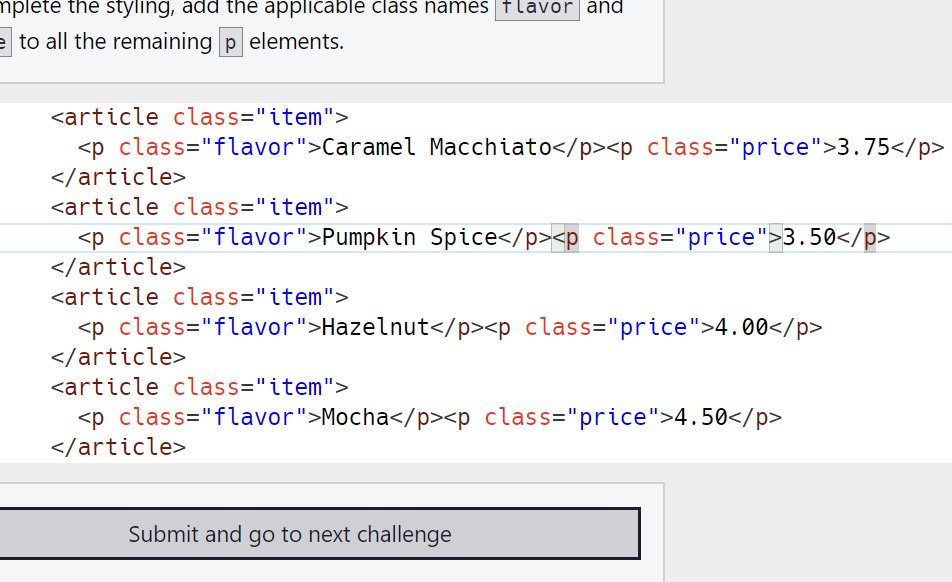 the styling, add the applicable class names flavor and
to all the remaining p elements.
<article class="item">
<p class="flavor">Caramel Macchiato</p><p class="price">3.75</p>
</article>
<article class="item">
<p class="flavor">Pumpkin Spice</p><p class="price">3.50</p>
</article>
<article class="item">
<p class="flavor">Hazelnut</p><p class="price">4.00</p>
</article>
<article class="item">
<p class="flavor">Mocha</p><p class="price">4.50</p>
</article>
Submit and go to next challenge